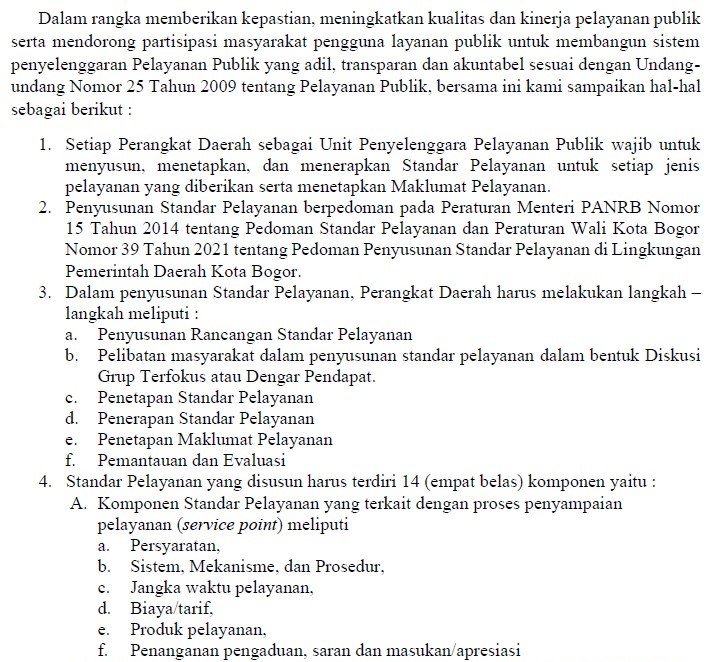 Dalam rangka memberikan kepastian, meningkatkan kualitas dan kinerja pelayanan publik
serta mendorong partisipasi masyarakat pengguna layanan publik untuk membangun sistem
penyelenggaran Pelayanan Publik yang adil, transparan dan akuntabel sesuai dengan Undang-
undang Nomor 25 Tahun 2009 tentang Pelayanan Publik, bersama ini kami sampaikan hal-hal
sebagai berikut :
1. Setiap Perangkat Daerah sebagai Unit Penyelenggara Pelayanan Publik wajib untuk
menyusun, menetapkan, dan menerapkan Standar Pelayanan untuk setiap jenis
pelayanan yang diberikan serta menetapkan Maklumat Pelayanan.
2. Penyusunan Standar Pelayanan berpedoman pada Peraturan Menteri PANRB Nomor
15 Tahun 2014 tentang Pedoman Standar Pelayanan dan Peraturan Wali Kota Bogor
Nomor 39 Tahun 2021 tentang Pedoman Penyusunan Standar Pelayanan di Lingkungan
Pemerintah Daerah Kota Bogor.
3. Dalam penyusunan Standar Pelayanan, Perangkat Daerah harus melakukan langkah –
langkah meliputi :
a. Penyusunan Rancangan Standar Pelayanan
b. Pelibatan masyarakat dalam penyusunan standar pelayanan dalam bentuk Diskusi
Grup Terfokus atau Dengar Pendapat.
c. Penetapan Standar Pelayanan
d. Penerapan Standar Pelayanan
e. Penetapan Maklumat Pelayanan
f. Pemantauan dan Evaluasi
4. Standar Pelayanan yang disusun harus terdiri 14 (empat belas) komponen yaitu :
A. Komponen Standar Pelayanan yang terkait dengan proses penyampaian
pelayanan (service point) meliputi
a. Persyaratan,
b. Sistem, Mekanisme, dan Prosedur,
c. Jangka waktu pelayanan,
d. Biaya/tarif,
e. Produk pelayanan,
f. Penanganan pengaduan, saran dan masukan/apresiasi